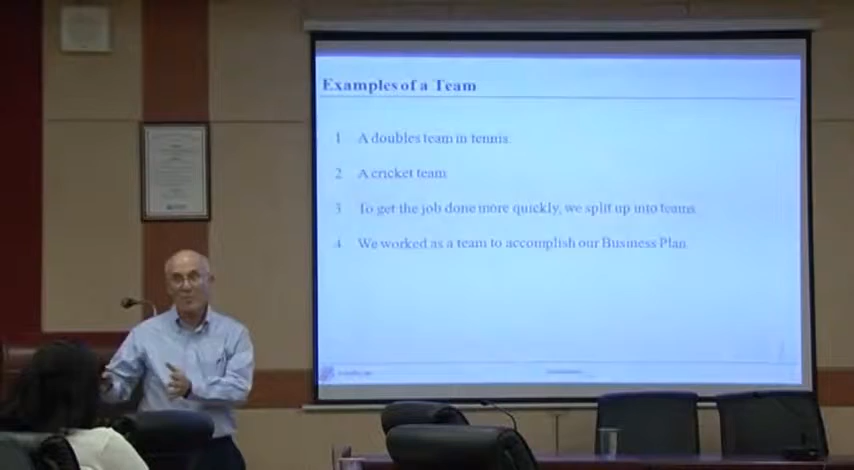 Examples of a Team
1 A doubles team in tennis.
2 A cricket team
3 To get the job done more quickly, we split up into teams.
4 We worked as a team to accomplish our Business Plan.